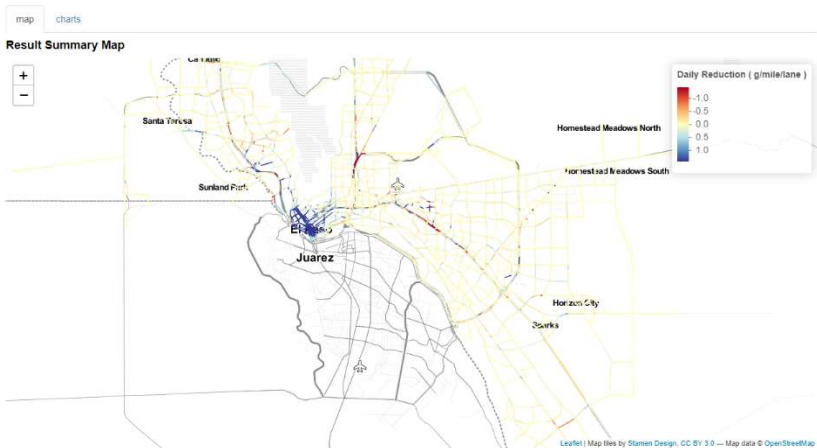 map charts
Result Summary Map
+
−
Daily Reduction ( g/mile/lane )
-1.0
-0.5
0.0
0.5
1.0
Santa Teresa
Homestead Meadows North
Homestead Meadows South
Sunland Park
Juarez
Horizon City
Sparks
Leaflet | Map tiles by Stamen Design, CC BY 3.0 — Map data © OpenStreetMap